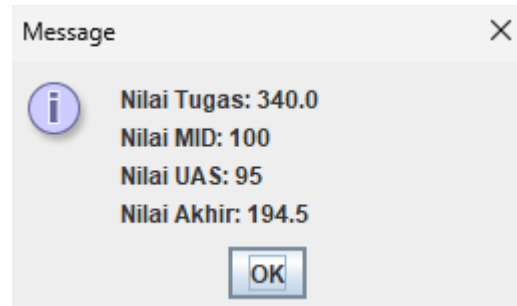 Message
Nilai Tugas: 340.0
Nilai MID: 100
Nilai UAS: 95
Nilai Akhir: 194.5
OK